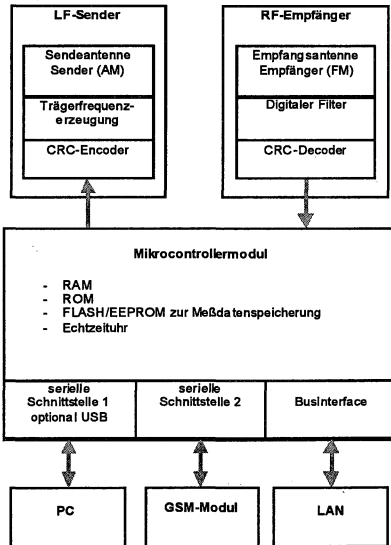 LF-Sender
Sendeantenne
Sender (AM)
Trägerfrequenz-
erzeugung
CRC-Encoder
RF-Empfänger
Empfangsantenne
Empfänger (FM)
Digitaler Filter
CRC-Decoder
Mikrocontrollermodul
- RAM
- ROM
- FLASH/EEPROM zur Meßdatenspeicherung
- Echtzeituhr
serielle
Schnittstelle 1
optional USB
serielle
Schnittstelle 2
Businterface
PC
GSM-Modul
LAN